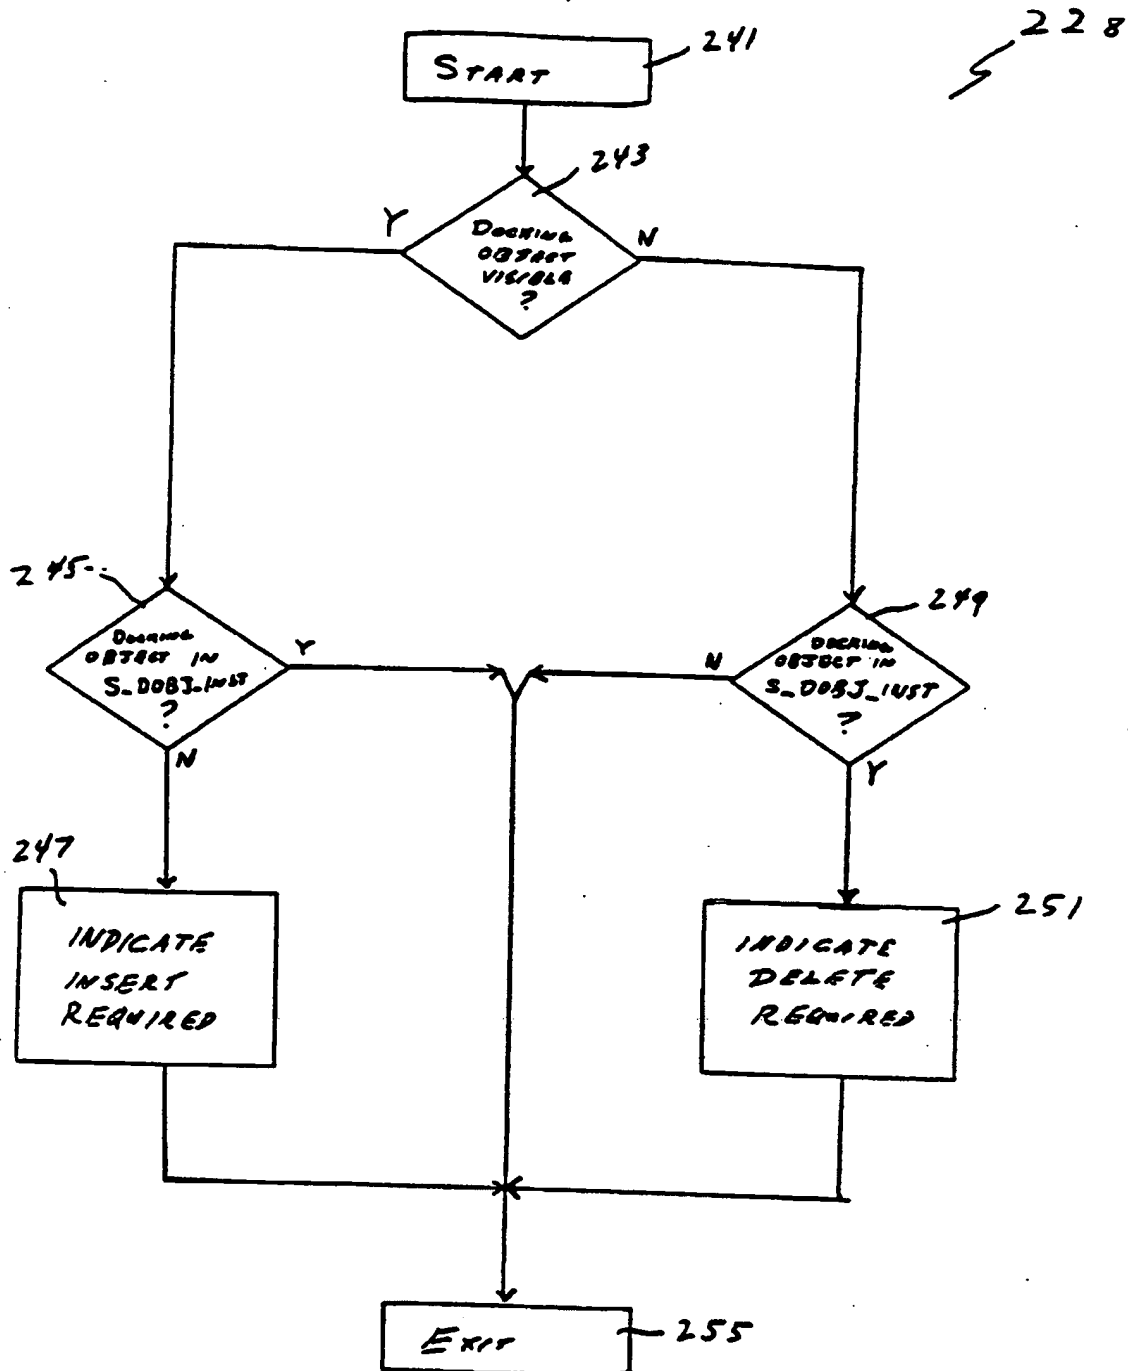 228
START
241
243
DOCKING
OBJECT
VISIBLE
?
Y
N
245
DOCKING
OBJECT IN
S_DOBJ_INST
?
Y
N
249
DOCKING
OBJECT IN
S_DOBJ_INST
?
N
Y
247
INDICATE
INSERT
REQUIRED
251
INDICATE
DELETE
REQUIRED
EXIT
255